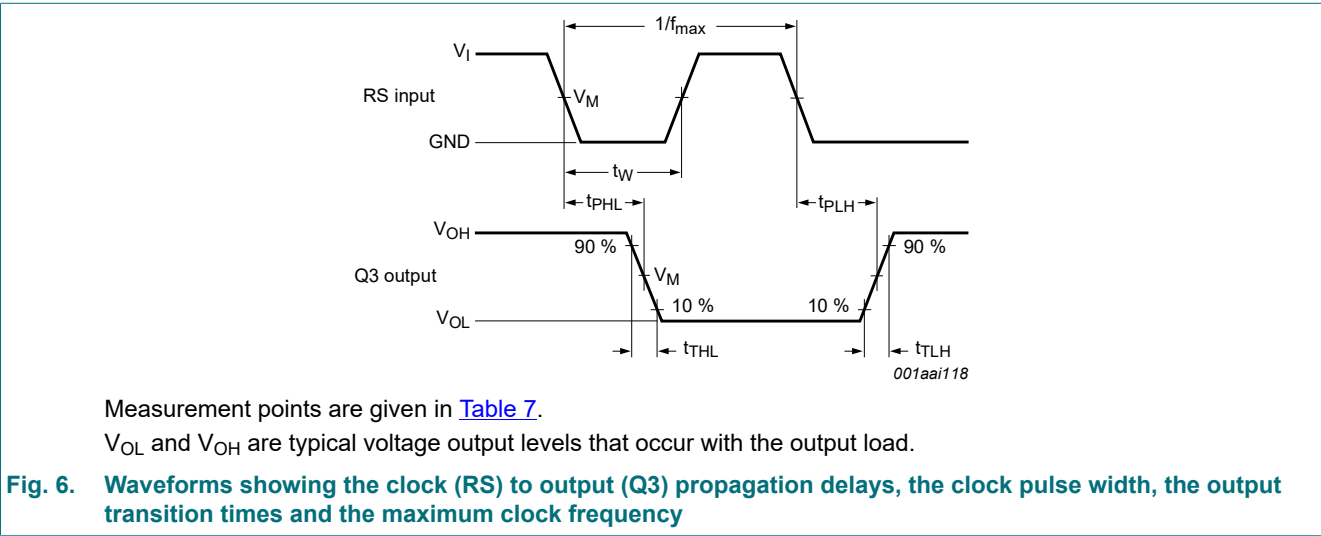 1/fmax
VI
RS input
VM
GND
tW
tPHL
tPLH
VOH
90 %
90 %
Q3 output
VM
10 %
10 %
VOL
tTHL
tTLH
001aai118
Measurement points are given in Table 7.
VOL and VOH are typical voltage output levels that occur with the output load.
Fig. 6. Waveforms showing the clock (RS) to output (Q3) propagation delays, the clock pulse width, the output
transition times and the maximum clock frequency